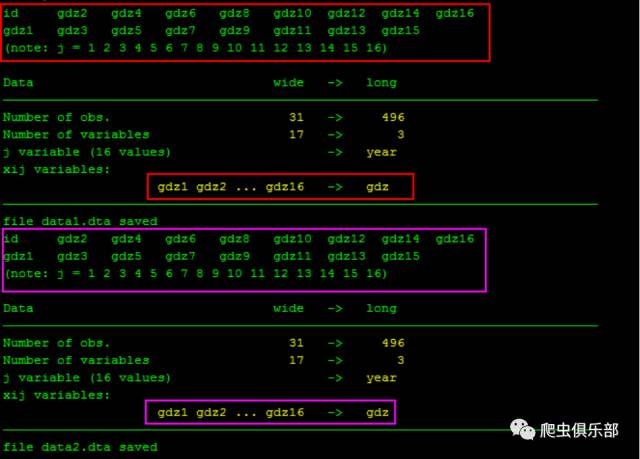 id gdz2 gdz4 gdz6 gdz8 gdz10 gdz12 gdz14 gdz16
gdz1 gdz3 gdz5 gdz7 gdz9 gdz11 gdz13 gdz15
(note: j = 1 2 3 4 5 6 7 8 9 10 11 12 13 14 15 16)
Data wide -> long
Number of obs. 31 -> 496
Number of variables 17 -> 3
j variable (16 values) -> year
xij variables:
gdz1 gdz2 ... gdz16 -> gdz
file data1.dta saved
id gdz2 gdz4 gdz6 gdz8 gdz10 gdz12 gdz14 gdz16
gdz1 gdz3 gdz5 gdz7 gdz9 gdz11 gdz13 gdz15
(note: j = 1 2 3 4 5 6 7 8 9 10 11 12 13 14 15 16)
Data wide -> long
Number of obs. 31 -> 496
Number of variables 17 -> 3
j variable (16 values) -> year
xij variables:
gdz1 gdz2 ... gdz16 -> gdz
爬虫俱乐部
file data2.dta saved